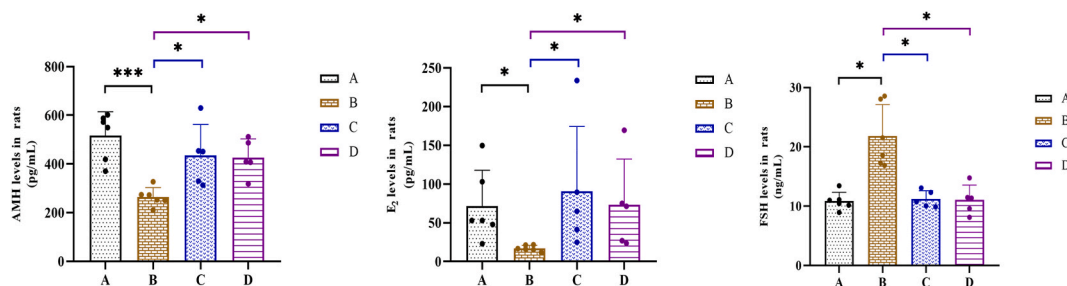 *
*
***
800
600
400
200
0
AMH levels in rats
(pg/mL)
A
B
C
D
A
B
C
D
*
*
*
250
200
150
100
50
0
E₂ levels in rats
(pg/mL)
A
B
C
D
A
B
C
D
*
*
*
30
20
10
0
FSH levels in rats
(ng/mL)
A
B
C
D
A
B
C
D